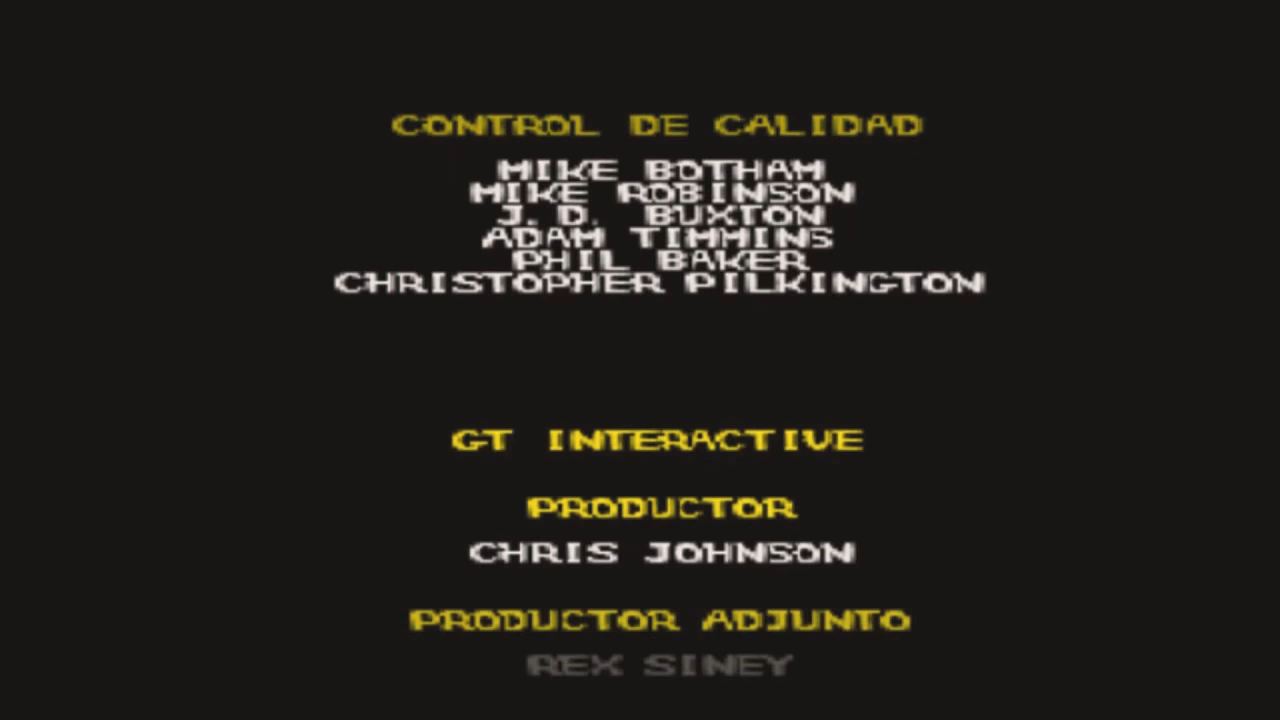 CONTROL DE CALIDAD
MIKE BOTHAM
MIKE ROBINSON
J. D. BUXTON
ADAM TIMMINS
PHIL BAKER
CHRISTOPHER PILKINGTON
GT INTERACTIVE
PRODUCTOR
CHRIS JOHNSON
PRODUCTOR ADJUNTO
REX SINEY